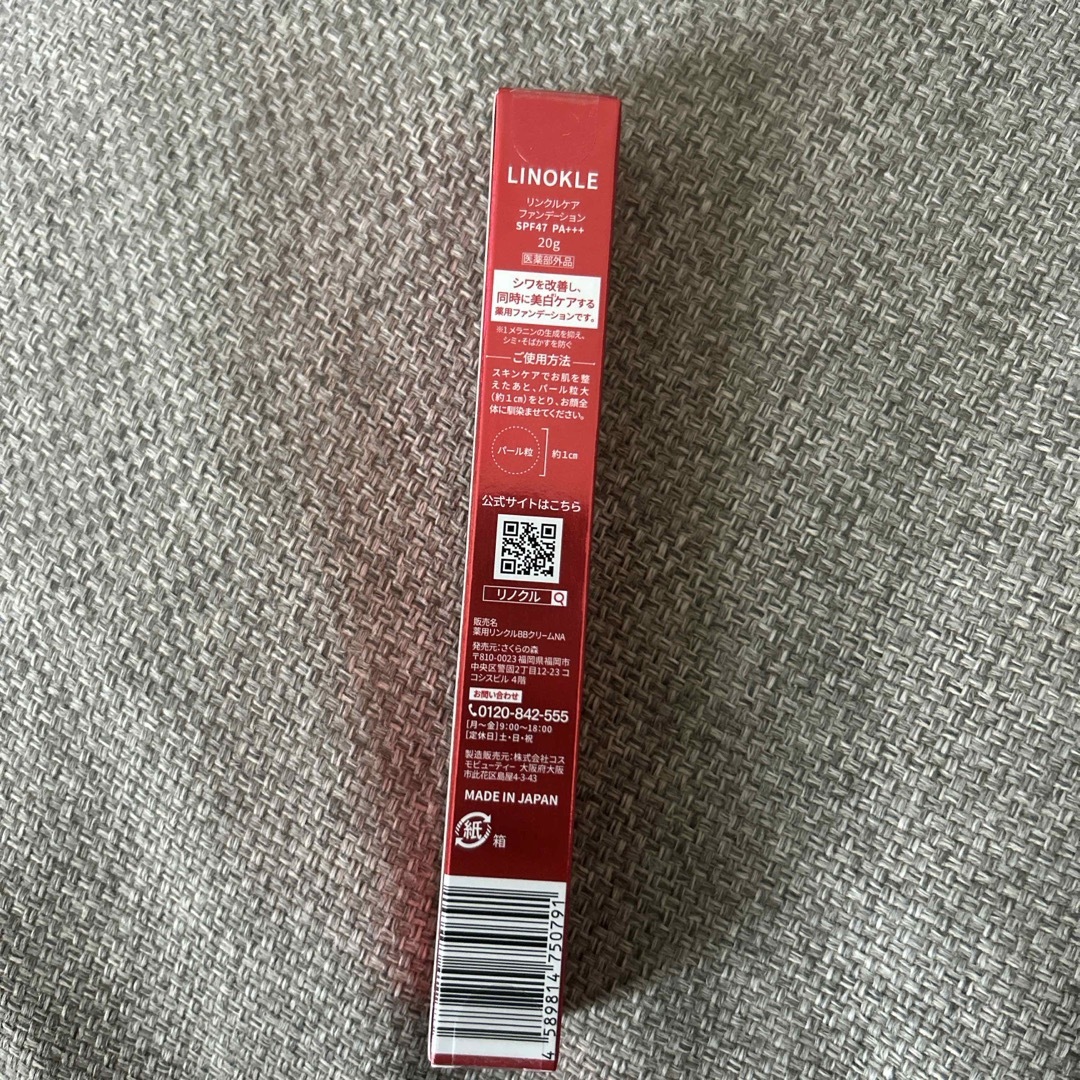 LINOKLE
リンクルケア
ファンデーション
SPF47 PA+++
20g
医薬部外品
シワを改善し、
同時に美白ケアする
薬用ファンデーションです。
※1 メラニンの生成を抑え、
シミ・そばかすを防ぐ
ご使用方法
スキンケアでお肌を整
えたあと、パール粒大
(約1cm)をとり、お顔全
体に馴染ませてください。
パール粒
約1cm
公式サイトはこちら
リノクル
販売名
薬用リンクルBBクリームNA
発売元:さくらの森
〒810-0023 福岡県福岡市
中央区警固2丁目12-23 コ
コシスビル 4階
お問い合わせ
0120-842-555
[月〜金]9:00〜18:00
[定休日]土・日・祝
製造販売元:株式会社コス
モビューティー 大阪府大阪
市此花区島屋4-3-43
MADE IN JAPAN
紙
箱
4 589814 750791